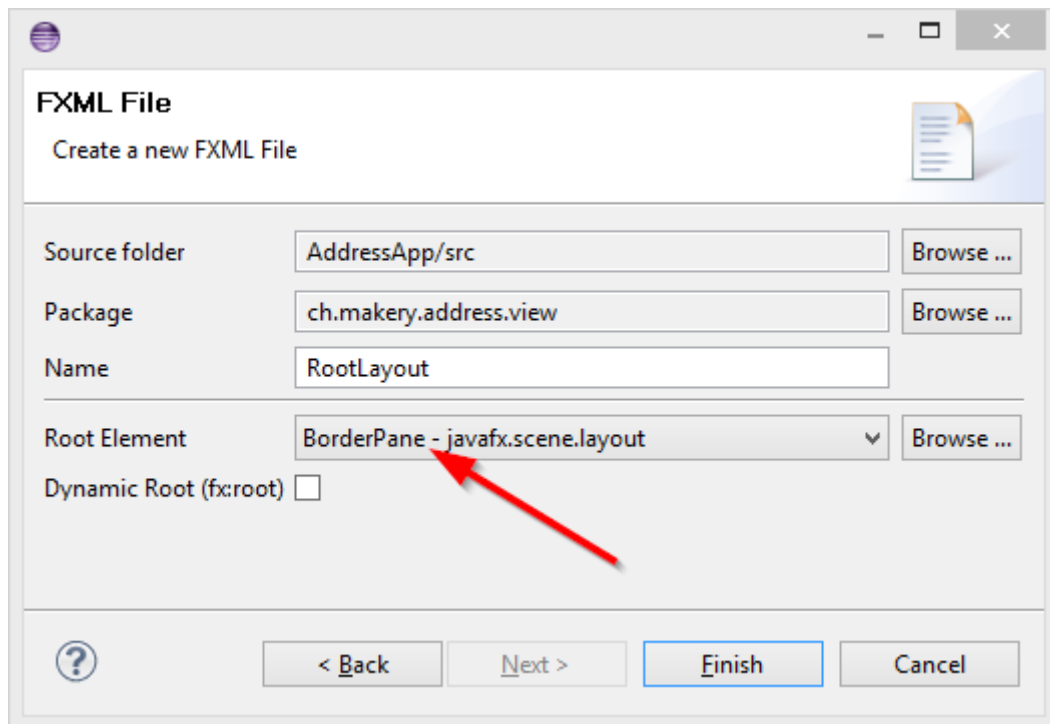 FXML File
Create a new FXML File
Source folder AddressApp/src Browse ...
Package ch.makery.address.view Browse ...
Name RootLayout
Root Element BorderPane - javafx.scene.layout Browse ...
Dynamic Root (fx:root)
? < Back Next > Finish Cancel